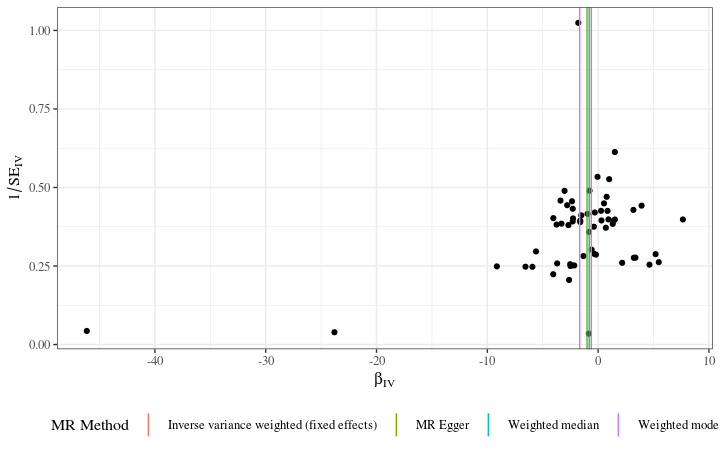 1.00
0.75
0.50
0.25
0.00
1/SE_IV
-40
-30
-20
-10
0
10
β_IV
MR Method
Inverse variance weighted (fixed effects)
MR Egger
Weighted median
Weighted mode